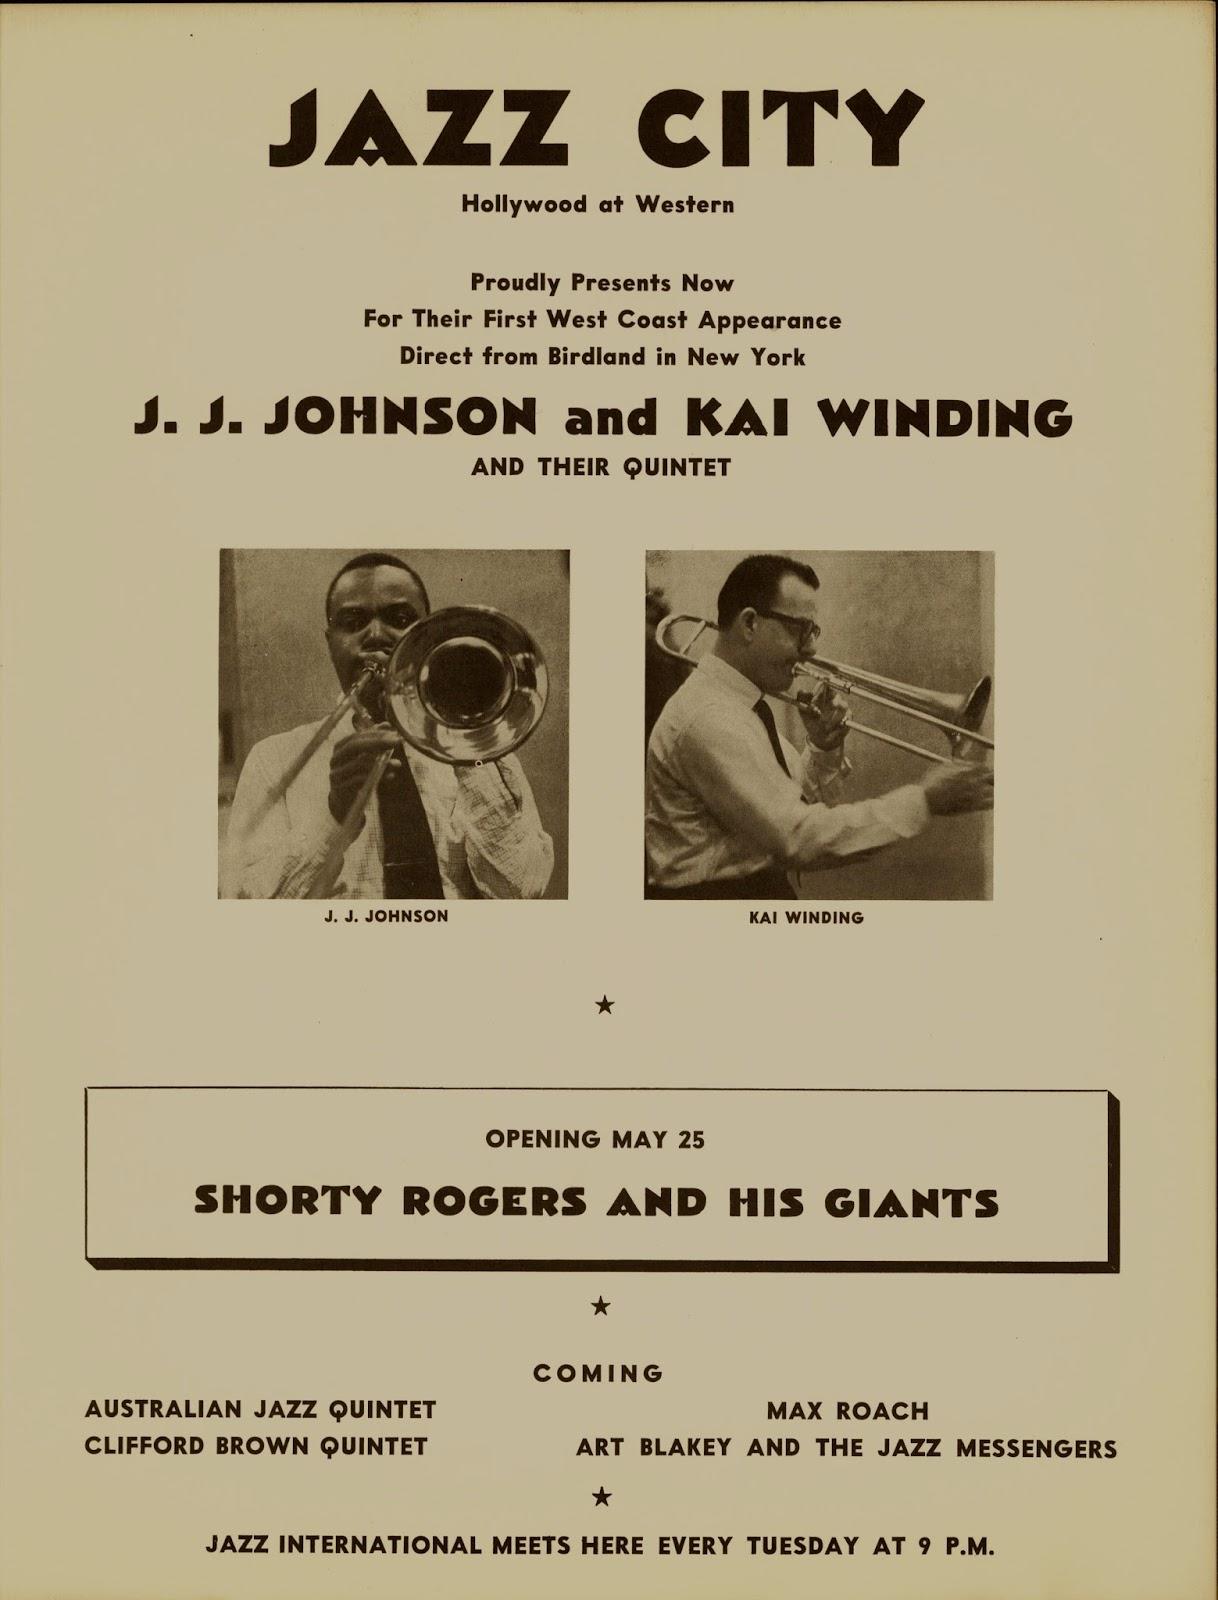 JAZZ CITY
Hollywood at Western
Proudly Presents Now
For Their First West Coast Appearance
Direct from Birdland in New York
J. J. JOHNSON and KAI WINDING
AND THEIR QUINTET
J. J. JOHNSON
KAI WINDING
OPENING MAY 25
SHORTY ROGERS AND HIS GIANTS
COMING
AUSTRALIAN JAZZ QUINTET
MAX ROACH
CLIFFORD BROWN QUINTET
ART BLAKEY AND THE JAZZ MESSENGERS
JAZZ INTERNATIONAL MEETS HERE EVERY TUESDAY AT 9 P.M.